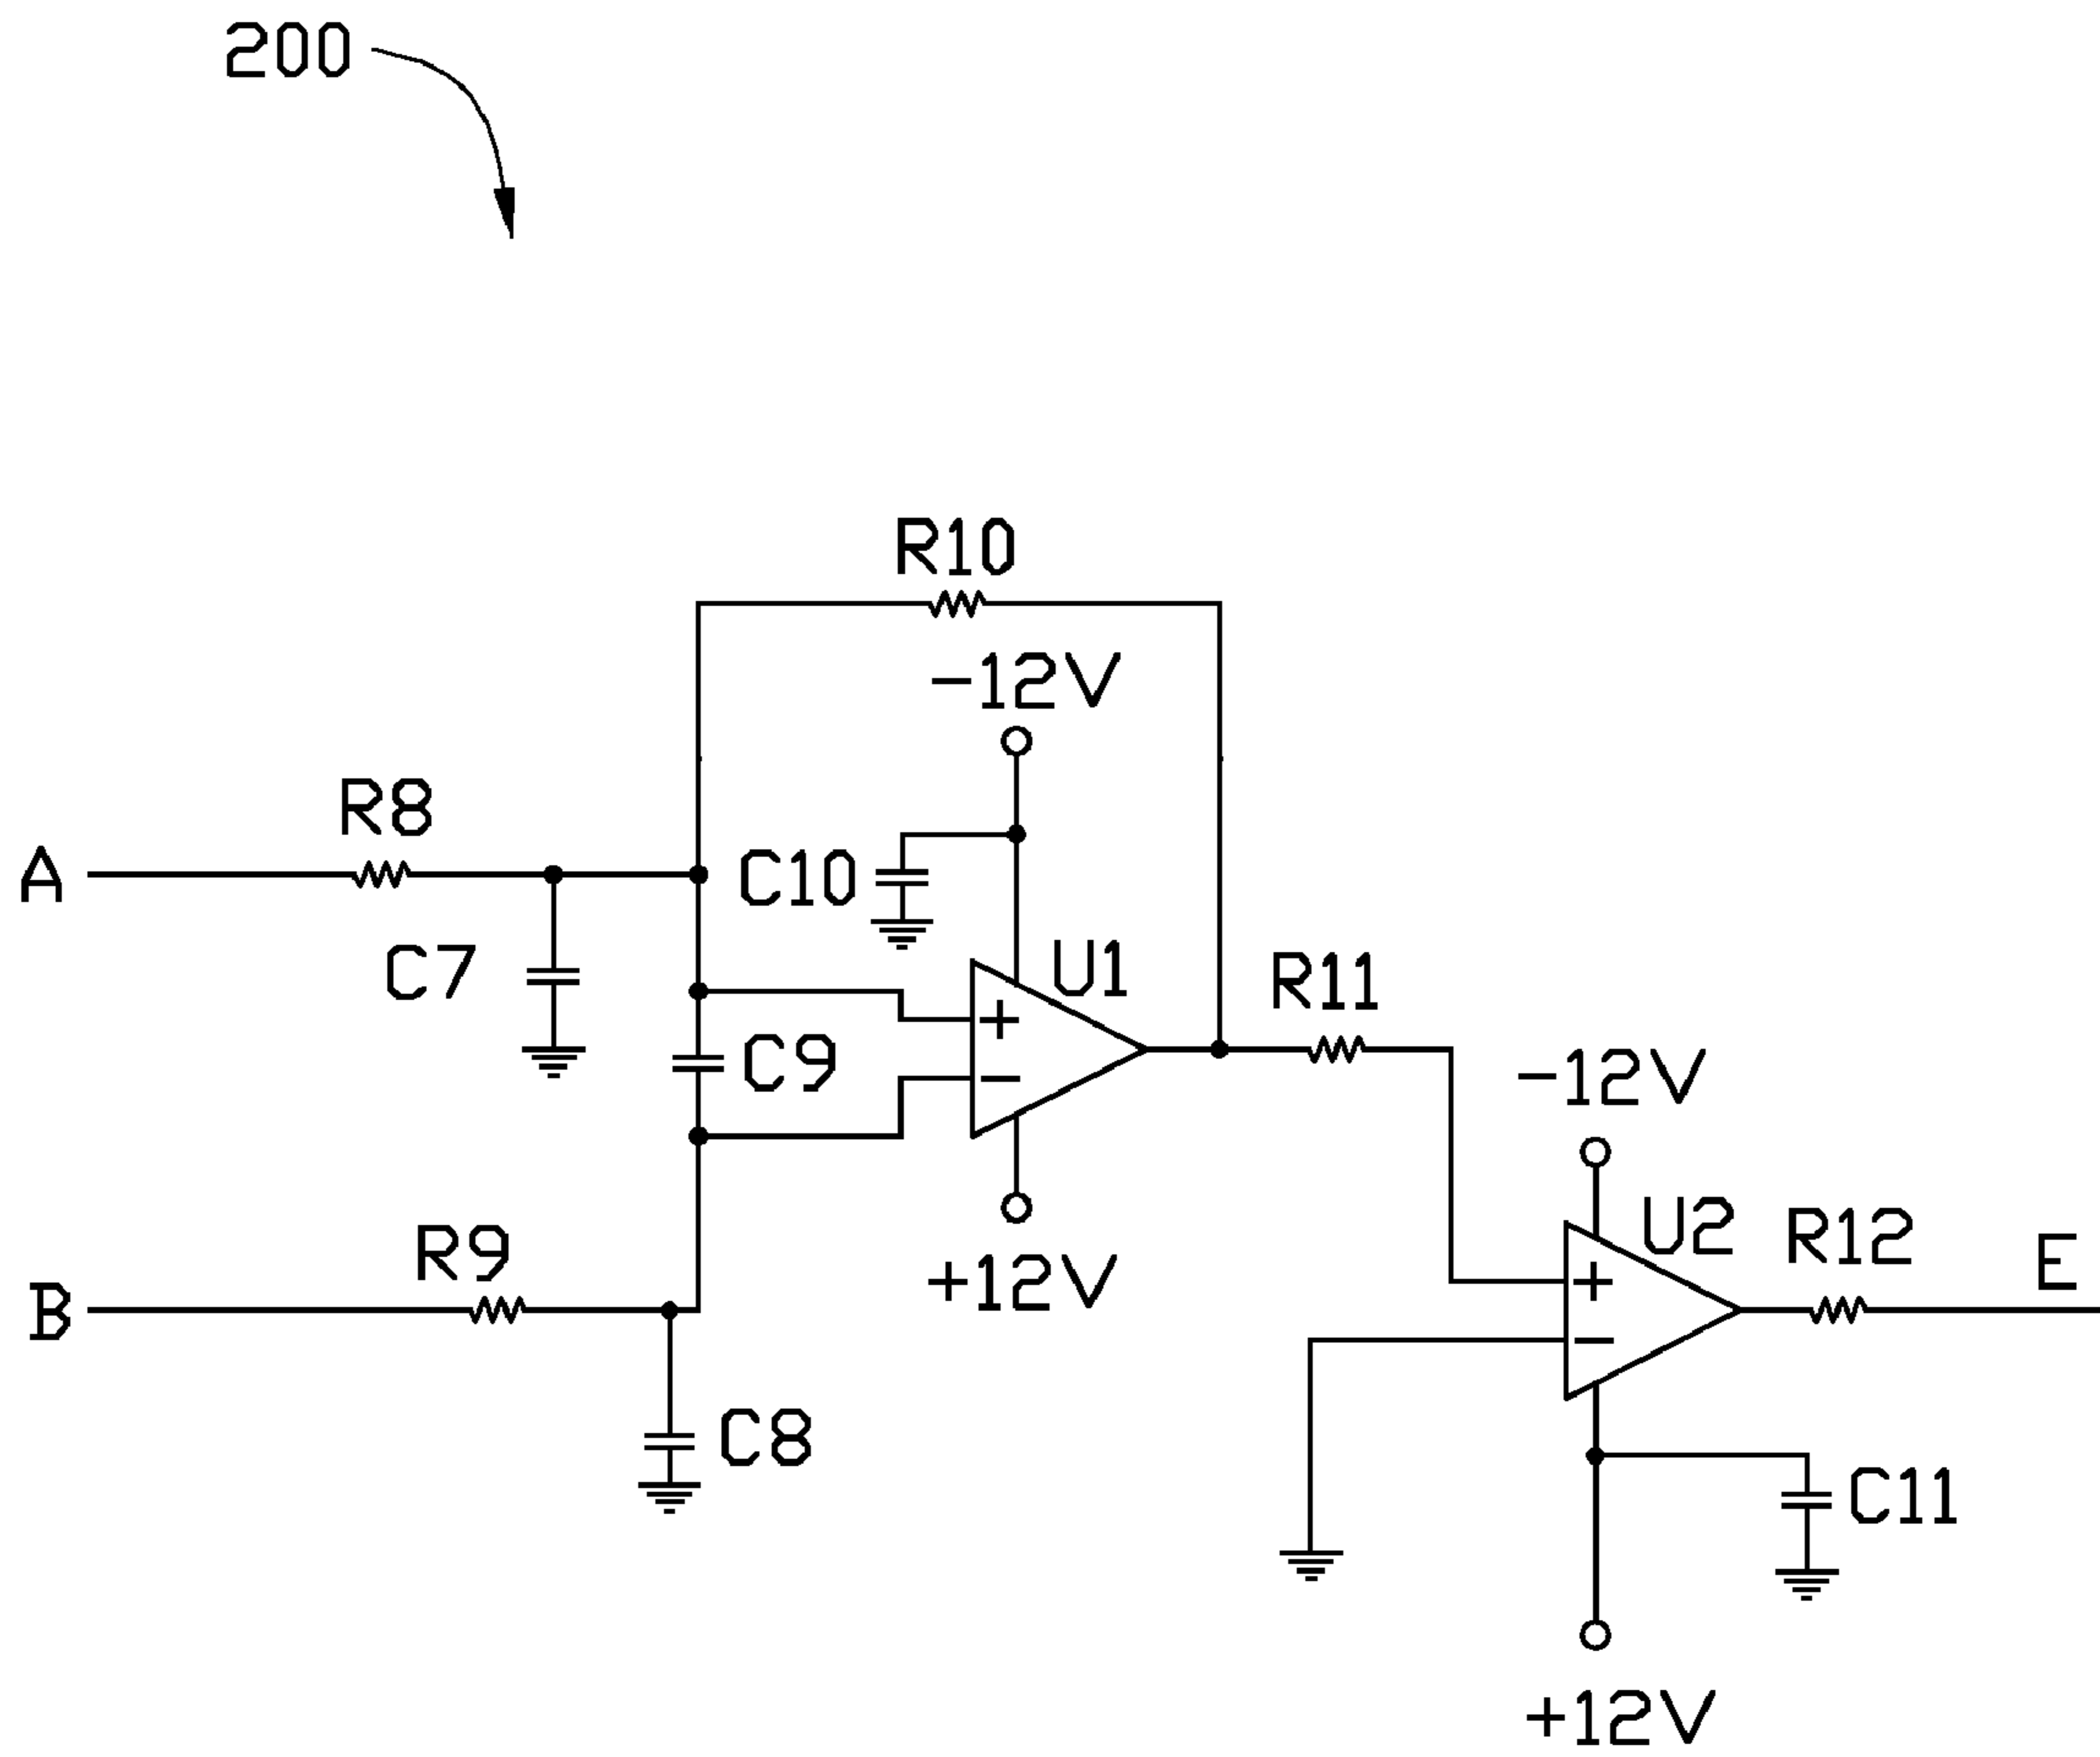 200
R10
-12V
R8
A
C10
C7
U1
R11
+
C9
-
-12V
R9
+12V
U2
R12
E
B
+
-
C8
C11
+12V